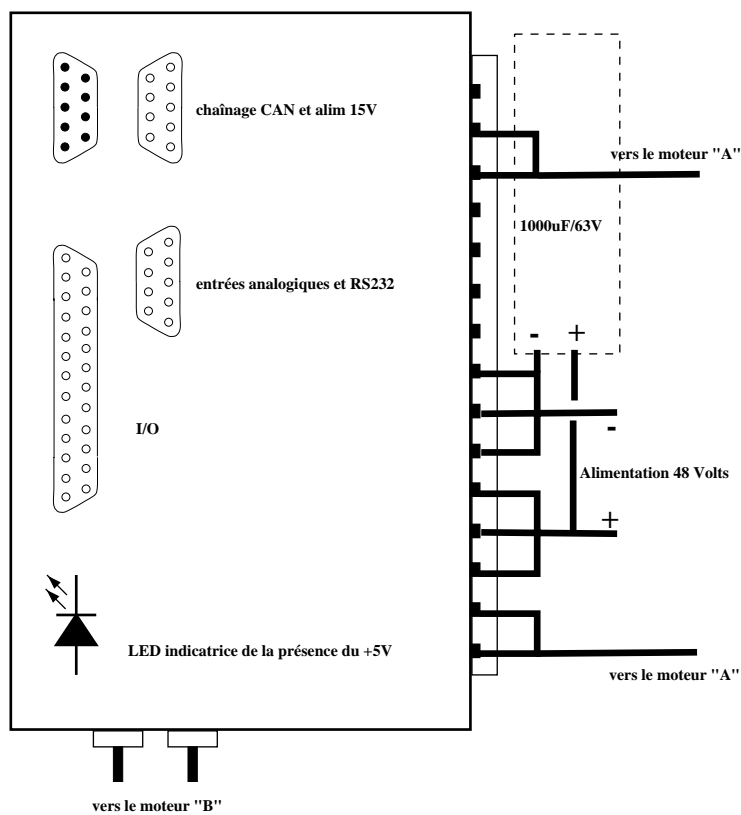 chaînage CAN et alim 15V
vers le moteur "A"
1000uF/63V
entrées analogiques et RS232
- +
I/O
-
Alimentation 48 Volts
+
LED indicatrice de la présence du +5V
vers le moteur "A"
vers le moteur "B"